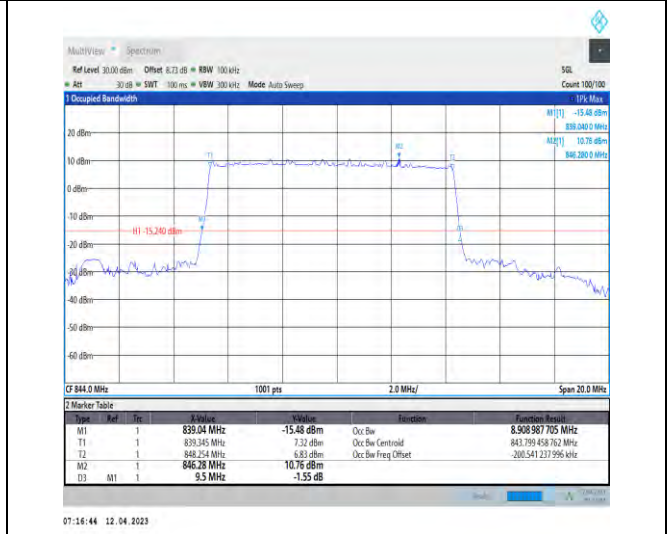 MultiView Spectrum
Ref Level 30.00 dBm Offset 8.73 dB RBW 100 kHz SGL
Att 30 dB SWT 100 ms VBW 300 kHz Mode Auto Sweep Count 100/100
1 Occupied Bandwidth 1Pk Max
M1[1] -15.48 dBm
839.040 0 MHz
M2[1] 10.76 dBm
846.280 0 MHz
20 dBm
10 dBm
0 dBm
-10 dBm
H1 -15.240 dBm
-20 dBm
-30 dBm
-40 dBm
-50 dBm
-60 dBm
CF 844.0 MHz 1001 pts 2.0 MHz/ Span 20.0 MHz
2 Marker Table
Type Ref Trc X-Value Y-Value Function Function Result
M1 1 839.04 MHz -15.48 dBm Occ Bw 8.908 987 705 MHz
T1 1 839.345 MHz 7.32 dBm Occ Bw Centroid 843.799 458 762 MHz
T2 1 848.254 MHz 6.83 dBm Occ Bw Freq Offset -200.541 237 996 kHz
M2 1 846.28 MHz 10.76 dBm
D3 M1 1 9.5 MHz -1.55 dB
07:16:44 12.04.2023